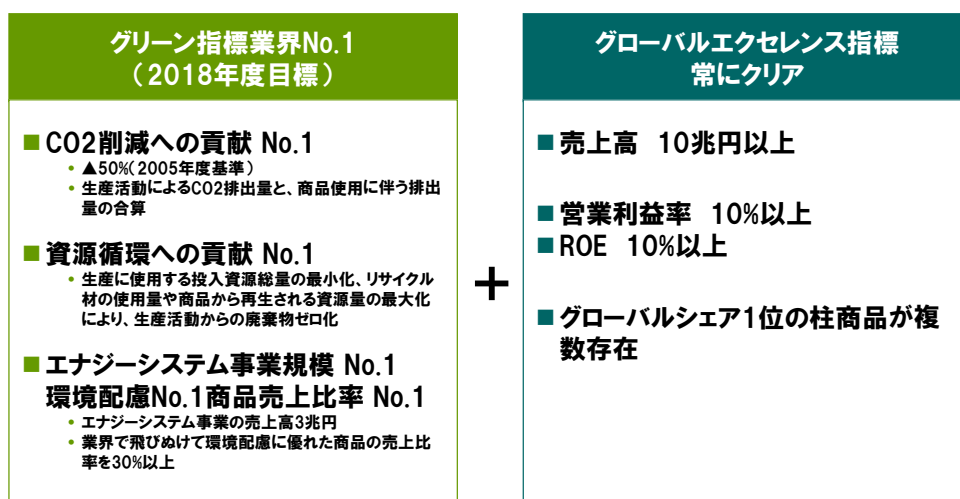 グリーン指標業界No.1
（2018年度目標）
■CO2削減への貢献 No.1
• ▲50%(2005年度基準)
• 生産活動によるCO2排出量と、商品使用に伴う排出
量の合算
■資源循環への貢献 No.1
• 生産に使用する投入資源総量の最小化、リサイクル
材の使用量や商品から再生される資源量の最大化
により、生産活動からの廃棄物ゼロ化
■エナジーシステム事業規模 No.1
環境配慮No.1商品売上比率 No.1
• エナジーシステム事業の売上高3兆円
• 業界で飛びぬけて環境配慮に優れた商品の売上比
率を30%以上
+
グローバルエクセレンス指標
常にクリア
■売上高 10兆円以上
■営業利益率 10%以上
■ROE 10%以上
■グローバルシェア1位の柱商品が複
数存在